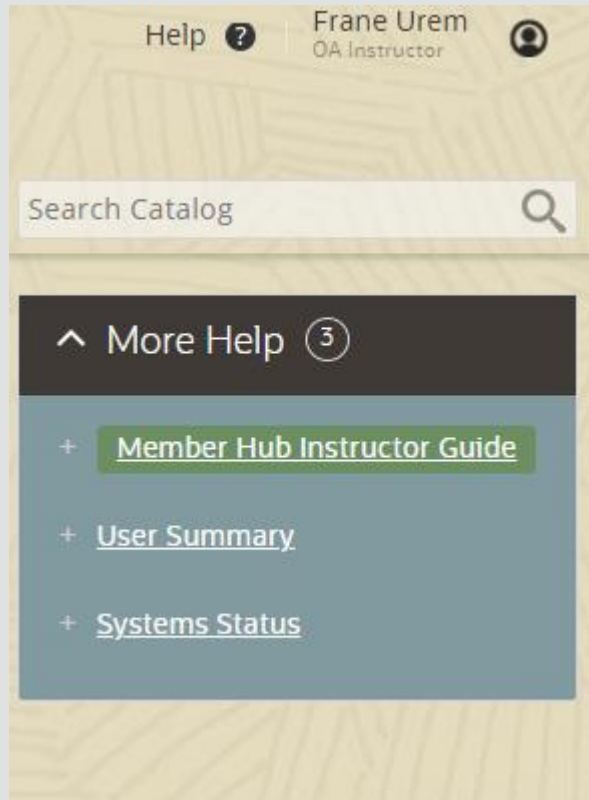 Help ?
Frane Urem
OA Instructor
Search Catalog
More Help 3
+ Member Hub Instructor Guide
+ User Summary
+ Systems Status